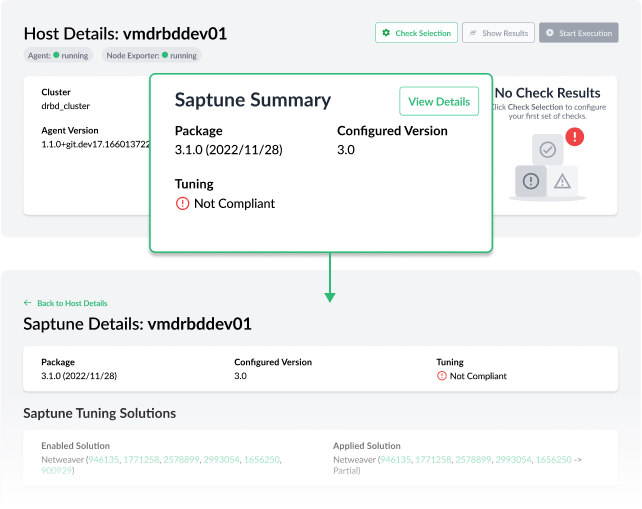 Host Details: vmdrbddev01
Check Selection
Show Results
Start Execution
Agent: running
Node Exporter: running
Cluster
drbd_cluster
Agent Version
1.1.0+git.dev17.166013722
Saptune Summary
View Details
Package
Configured Version
3.1.0 (2022/11/28)
3.0
Tuning
Not Compliant
No Check Results
Click Check Selection to configure
your first set of checks.
Back to Host Details
Saptune Details: vmdrbddev01
Package
Configured Version
Tuning
3.1.0 (2022/11/28)
3.0
Not Compliant
Saptune Tuning Solutions
Enabled Solution
Netweaver (946135, 1771258, 2578899, 2993054, 1656250,
900929)
Applied Solution
Netweaver (946135, 1771258, 2578899, 2993054, 1656250 ->
Partial)